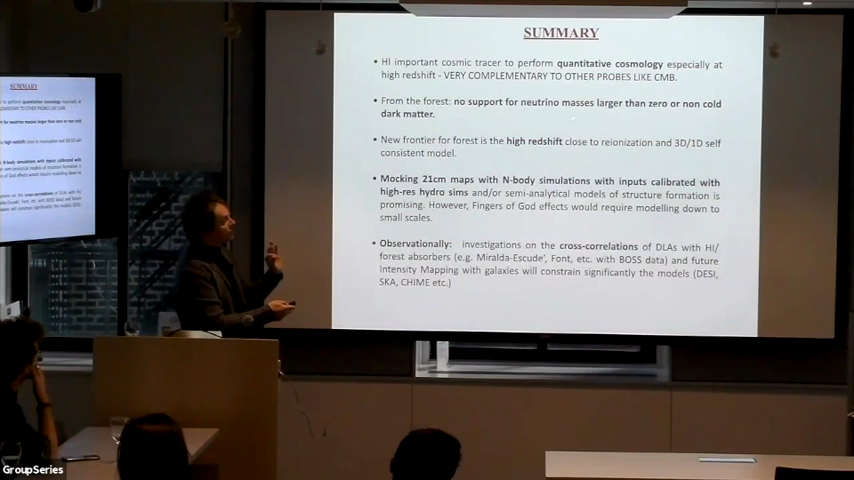 SUMMARY
• HI important cosmic tracer to perform quantitative cosmology especially at
high redshift - VERY COMPLEMENTARY TO OTHER PROBES LIKE CMB.
• From the forest: no support for neutrino masses larger than zero or non cold
dark matter.
• New frontier for forest is the high redshift close to reionization and 3D/1D self
consistent model.
• Mocking 21cm maps with N-body simulations with inputs calibrated with
high-res hydro sims and/or semi-analytical models of structure formation is
promising. However, Fingers of God effects would require modelling down to
small scales.
• Observationally: investigations on the cross-correlations of DLAs with HI/
forest absorbers (e.g. Miralda-Escude', Font, etc. with BOSS data) and future
Intensity Mapping with galaxies will constrain significantly the models (DESI,
SKA, CHIME etc.)
SUMMARY
GroupSeries